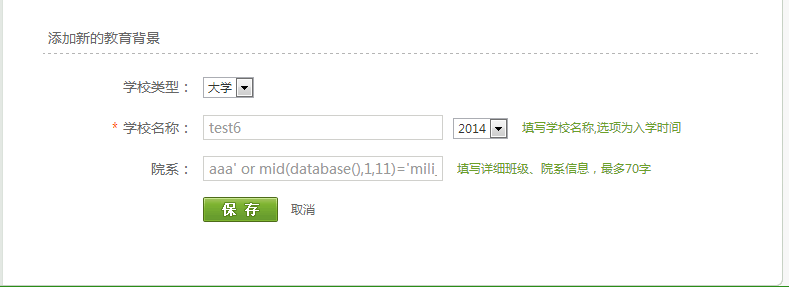 添加新的教育背景
学校类型： 大学
* 学校名称： test6 2014 填写学校名称,选项为入学时间
院系： aaa' or mid(database(),1,11)='mili_ 填写详细班级、院系信息，最多70字
保 存 取消